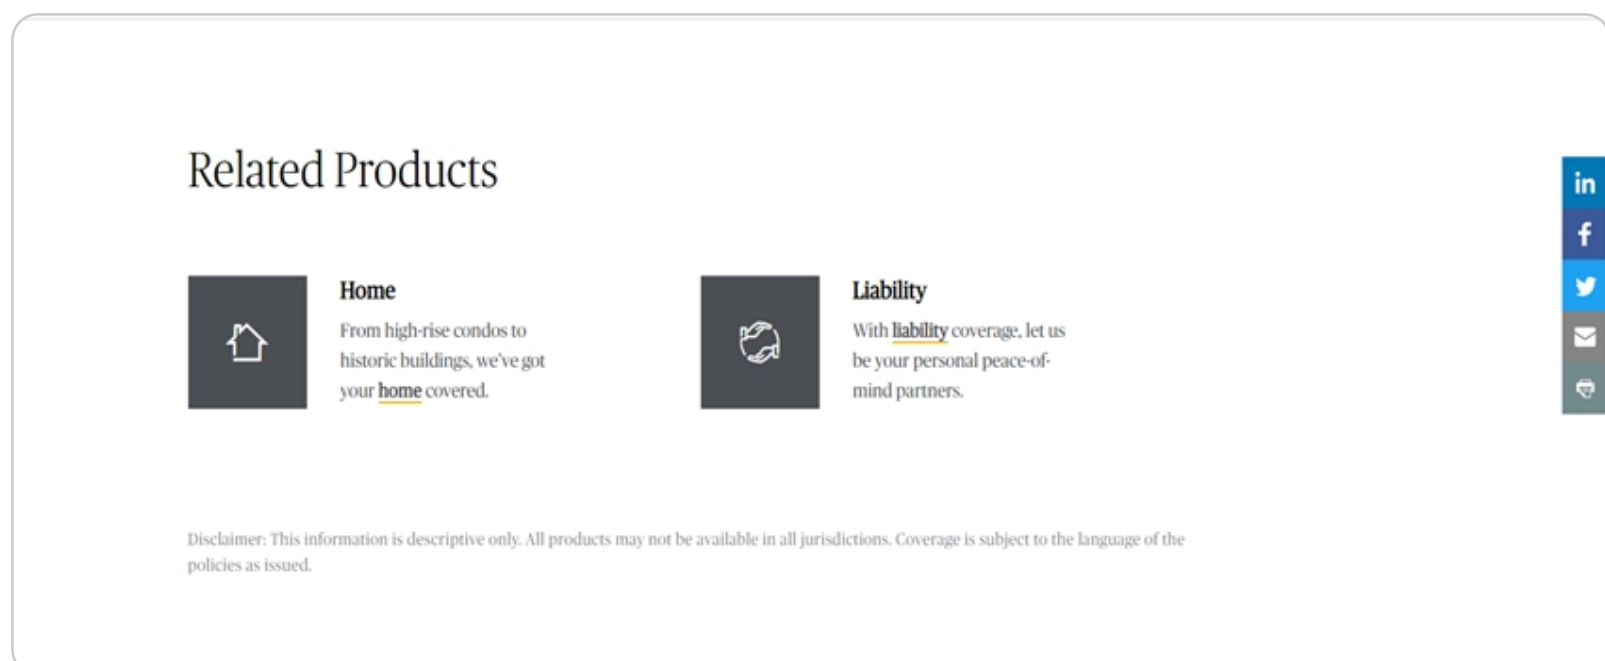 Related Products
Home
From high-rise condos to
historic buildings, we've got
your home covered.
Liability
With liability coverage, let us
be your personal peace-of-
mind partners.
in
f
Disclaimer: This information is descriptive only. All products may not be available in all jurisdictions. Coverage is subject to the language of the
policies as issued.